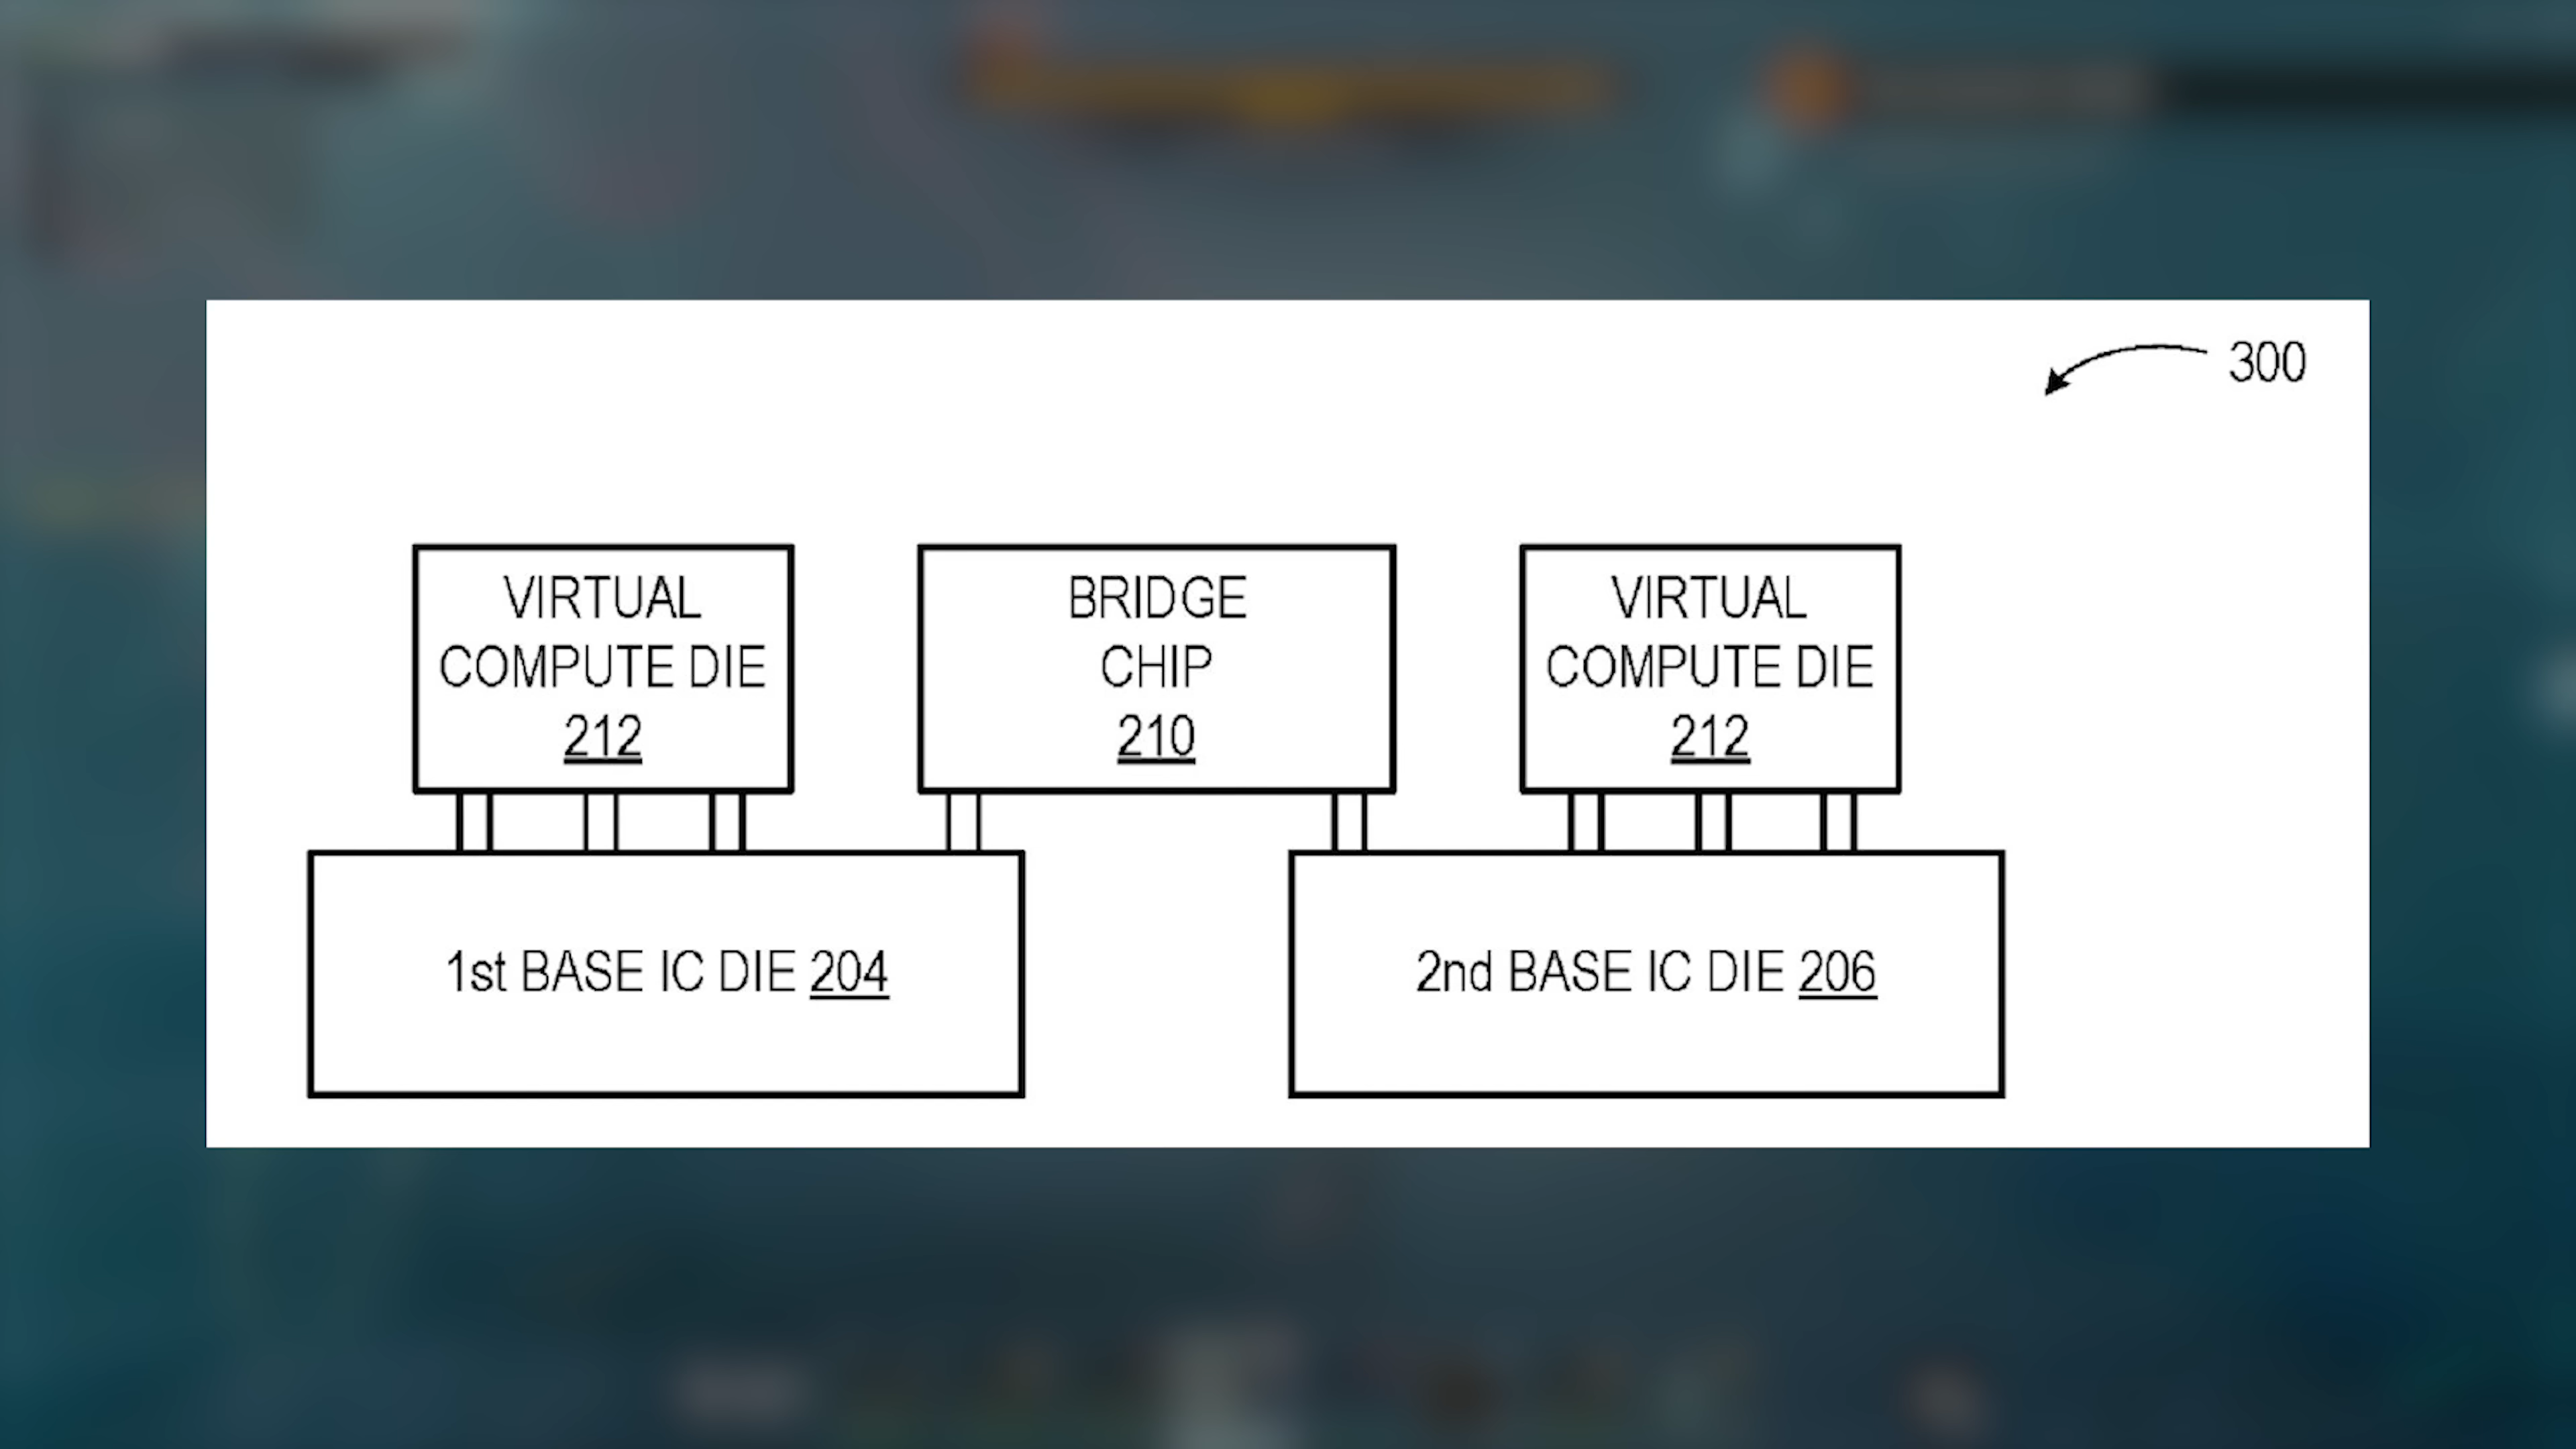 300
VIRTUAL
COMPUTE DIE
212
BRIDGE
CHIP
210
VIRTUAL
COMPUTE DIE
212
1st BASE IC DIE 204
2nd BASE IC DIE 206